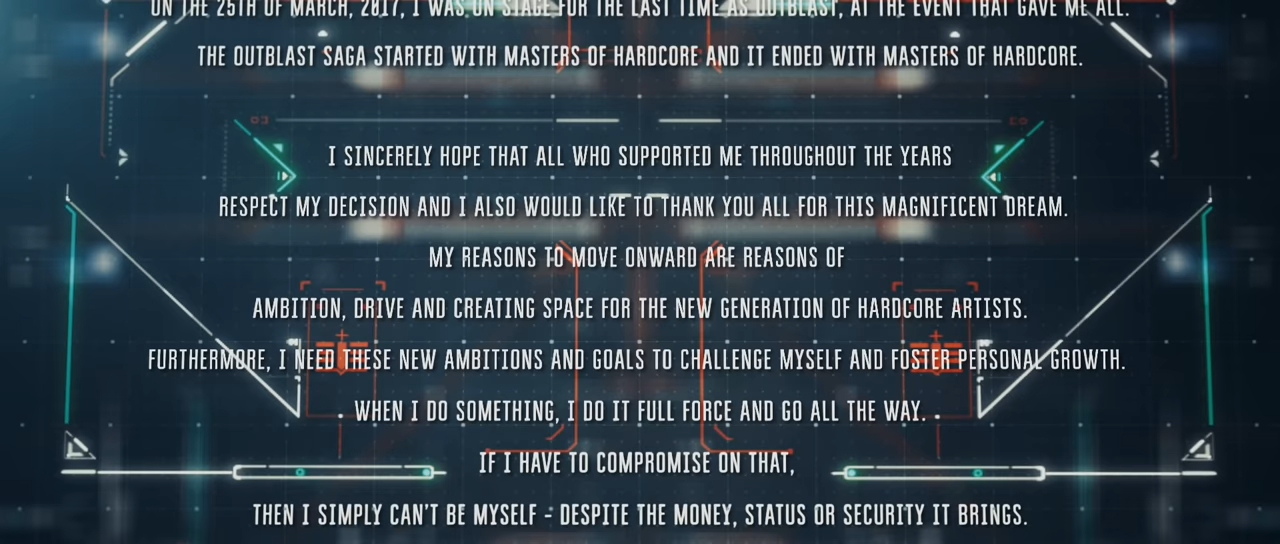 ON THE 25TH OF MARCH, 2017, I WAS ON STAGE FOR THE LAST TIME AS OUTBLAST, AT THE EVENT THAT GAVE ME ALL.
THE OUTBLAST SAGA STARTED WITH MASTERS OF HARDCORE AND IT ENDED WITH MASTERS OF HARDCORE.
03 03
I SINCERELY HOPE THAT ALL WHO SUPPORTED ME THROUGHOUT THE YEARS
RESPECT MY DECISION AND I ALSO WOULD LIKE TO THANK YOU ALL FOR THIS MAGNIFICENT DREAM.
MY REASONS TO MOVE ONWARD ARE REASONS OF
AMBITION, DRIVE AND CREATING SPACE FOR THE NEW GENERATION OF HARDCORE ARTISTS.
FURTHERMORE, I NEED THESE NEW AMBITIONS AND GOALS TO CHALLENGE MYSELF AND FOSTER PERSONAL GROWTH.
WHEN I DO SOMETHING, I DO IT FULL FORCE AND GO ALL THE WAY.
IF I HAVE TO COMPROMISE ON THAT,
THEN I SIMPLY CAN'T BE MYSELF - DESPITE THE MONEY, STATUS OR SECURITY IT BRINGS.